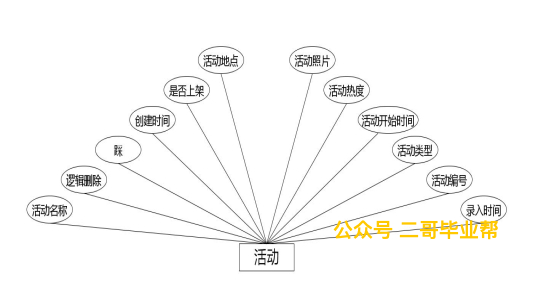 活动地点
活动照片
是否上架
活动热度
创建时间
活动开始时间
踩
活动类型
逻辑删除
活动编号
活动名称
录入时间
公众号 二哥毕业帮
活动